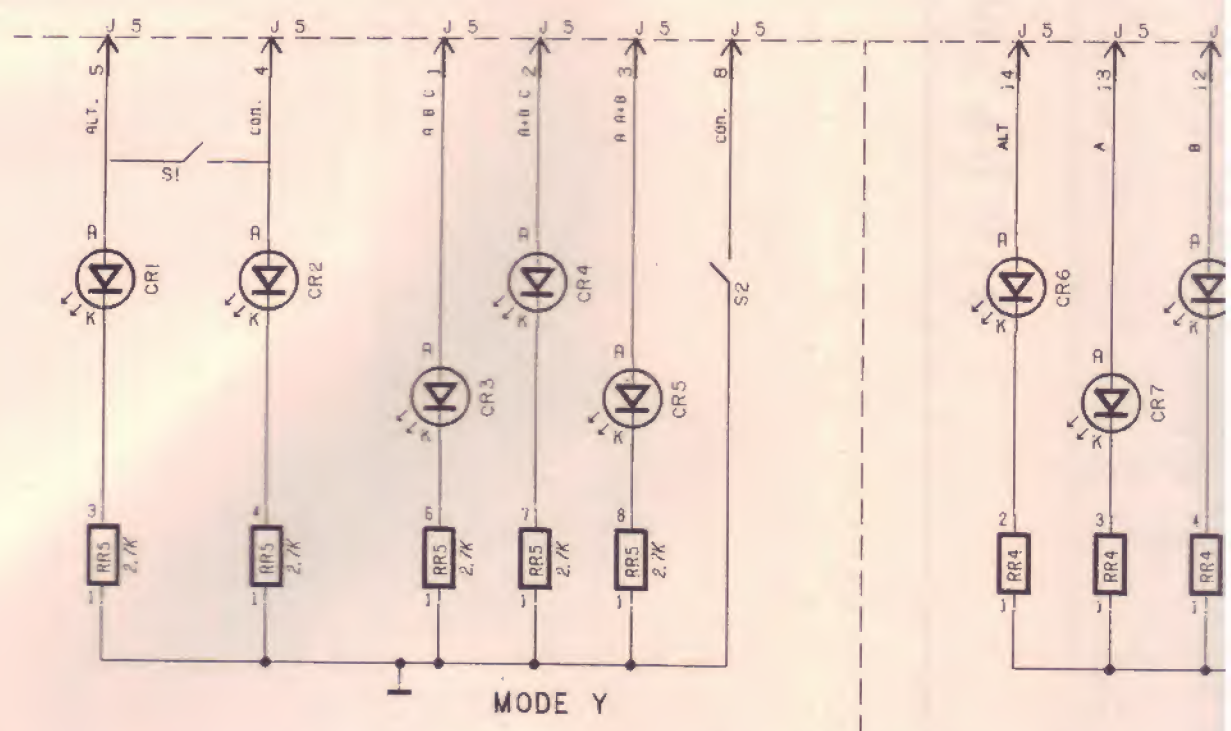 J 5 J 5 J 5 J 5 J 5 J 5 J 5 J 5 J
5 4 1 2 3 8 14 13 12
ALT. COM. A B C A+B C A A+B COM. ALT A B
S1
A A A A A
CR1 CR2 CR4 S2 CR6
K K K K K
A A A
CR3 CR5 CR7
K K K
3 4 6 7 8 2 3 4
RR5 2.7K RR5 2.7K RR5 2.7K RR5 2.7K RR5 2.7K RR4 RR4 RR4
1 1 1 1 1 1 1 1
MODE Y